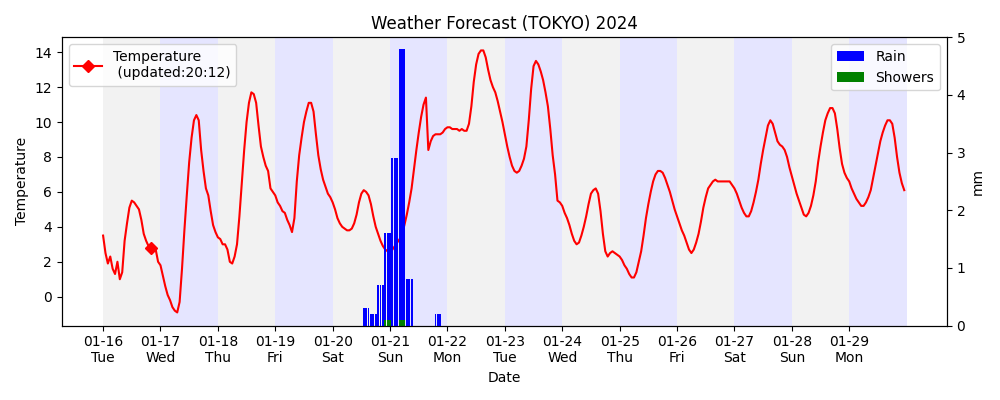 Weather Forecast (TOKYO) 2024
Temperature
(updated:20:12)
Rain
Showers
Temperature
14
12
10
8
6
4
2
0
5
4
3
2
1
0
mm
01-16 01-17 01-18 01-19 01-20 01-21 01-22 01-23 01-24 01-25 01-26 01-27 01-28 01-29
Tue Wed Thu Fri Sat Sun Mon Tue Wed Thu Fri Sat Sun Mon
Date